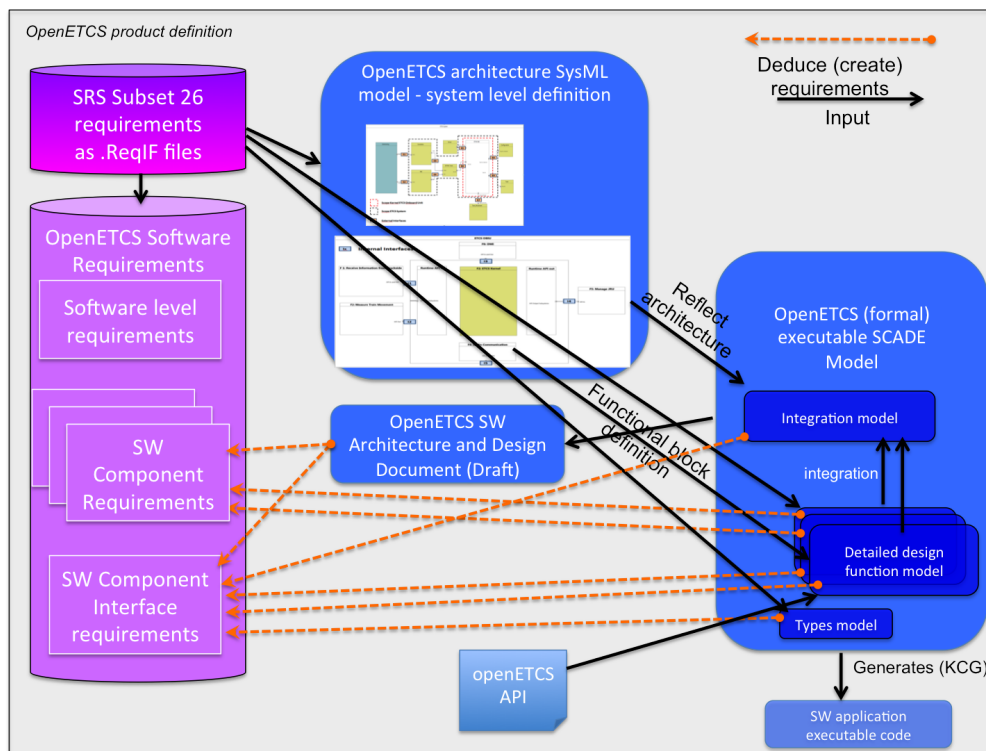 OpenETCS product definition
SRS Subset 26
requirements
as .ReqIF files
OpenETCS architecture SysML
model - system level definition
Deduce (create)
requirements
Input
OpenETCS Software
Requirements
Software level
requirements
SW
Component
Requirements
SW Component
Interface
requirements
Internal Interfaces
Reflect
architecture
OpenETCS (formal)
executable SCADE
Model
Integration model
OpenETCS SW
Architecture and Design
Document (Draft)
Functional block
definition
integration
Detailed design
function model
Types model
openETCS
API
Generates (KCG)
SW application
executable code